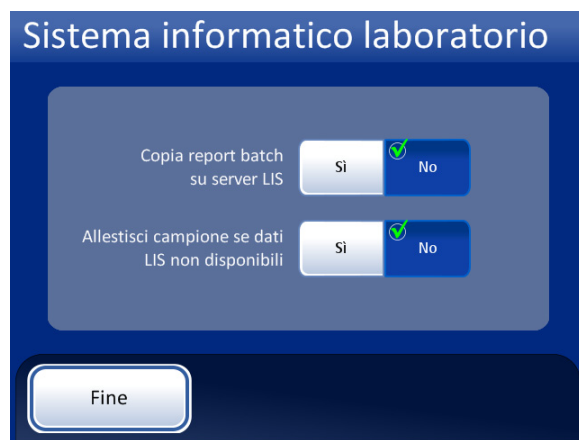 Sistema informatico laboratorio
Copia report batch
su server LIS
Sì
No
Allestisci campione se dati
LIS non disponibili
Sì
No
Fine